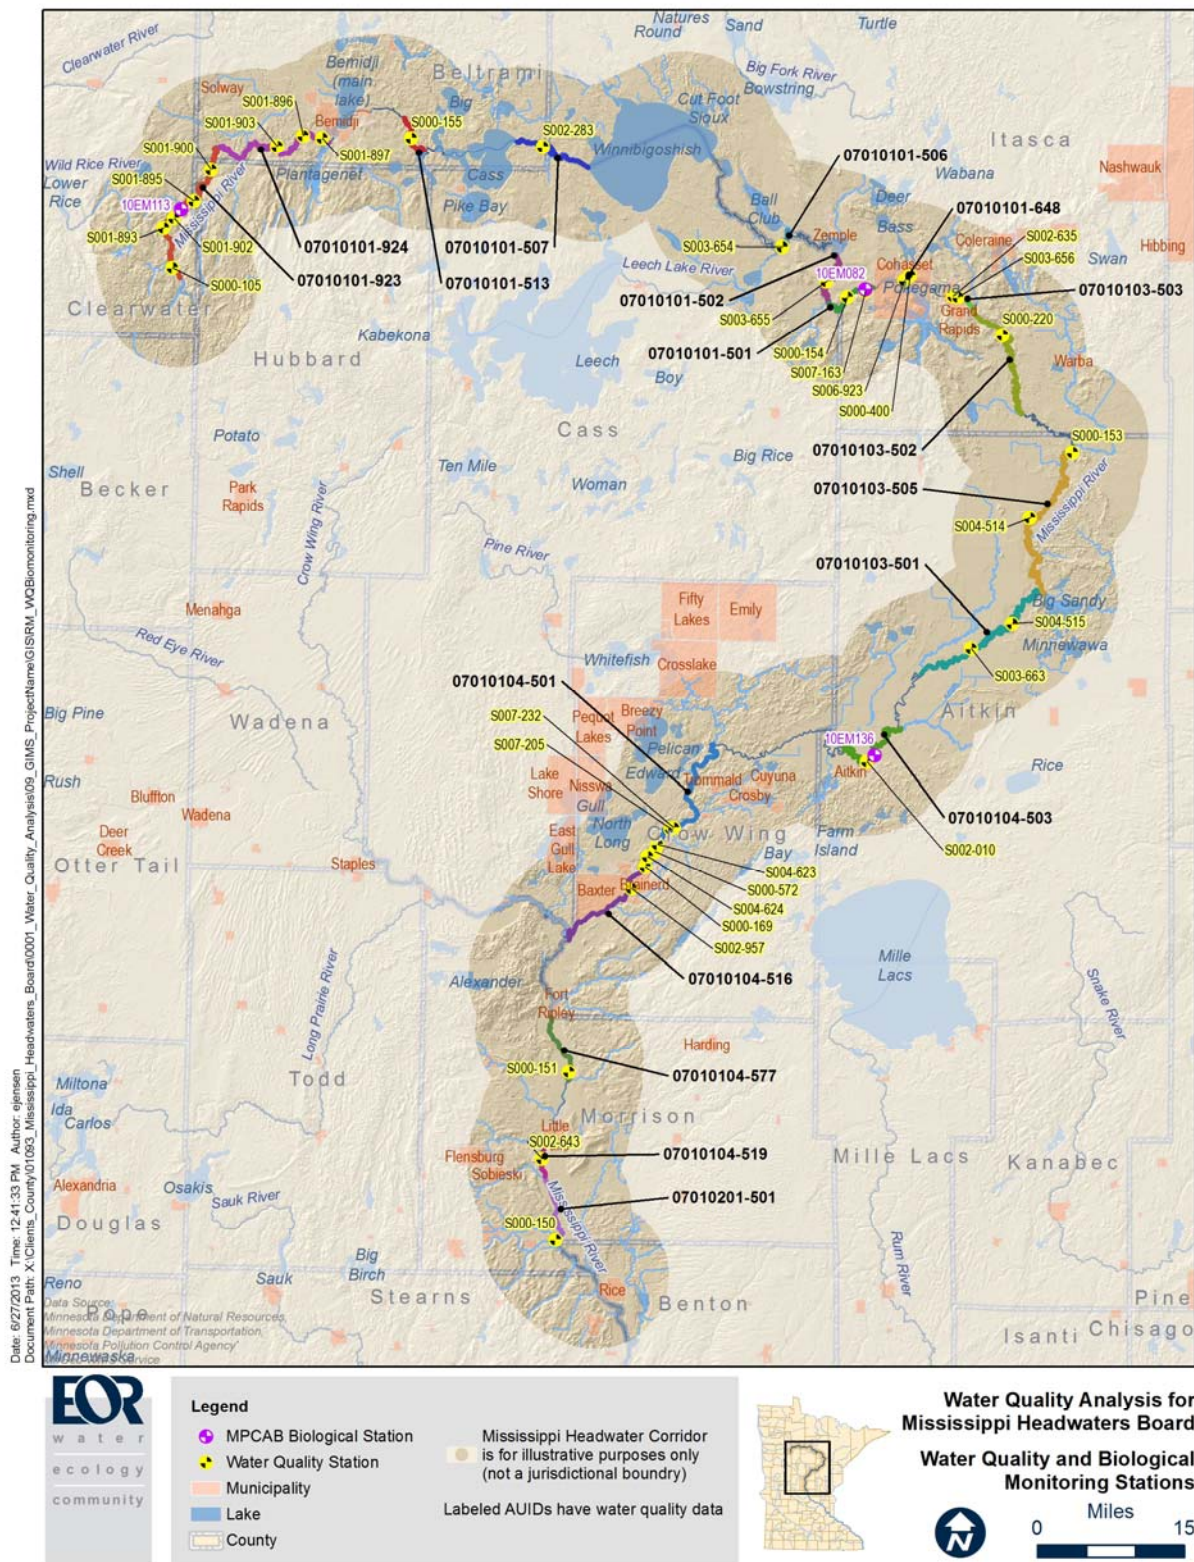 Natures
Sand
Turtle
Round
Clearwater River
Bemidji
(main
lake)
Beltrami
Big Fork River
Bowstring
Solway
S001-896
Big
Cut Foot
Sioux
S001-903
S000-155
S002-283
Itasca
Bemidji
S001-900
S001-897
Winnibigoshish
07010101-506
Nashwauk
Wild Rice River
Lower
Rice
S001-895
Plantagenet
Cass
Wabana
Mississippi River
Deer
10EM113
Pike Bay
Ball
Club
Bass
07010101-648
S001-893
S001-902
07010101-924
07010101-507
Zemple
Coleraine
S002-635
Hibbing
S003-654
S003-656
Swan
Leech Lake River
10EM082
Cohasset
S000-105
07010101-923
07010101-513
07010101-502
Pokegama
07010103-503
Clearwater
S003-655
Grand
Rapids
Kabekona
S000-220
Hubbard
07010101-501
S000-154
Leech
S007-163
Warba
Boy
S006-923
S000-400
Cass
Potato
07010103-502
S000-153
Shell
Ten Mile
Big Rice
Becker
Park
Rapids
Woman
07010103-505
Mississippi River
Crow Wing River
S004-514
Pine River
07010103-501
Menahga
Fifty
Lakes
Emily
Big Sandy
Red Eye River
S004-515
Minnewawa
Whitefish
Crosslake
S003-663
07010104-501
Big Pine
Wadena
S007-232
Pequot
Lakes
Breezy
Point
Aitkin
S007-205
Pelican
10EM136
Rush
Lake
Shore
Nisswa
Edward
Trommald
Cuyuna
Crosby
Aitkin
Rice
Bluffton
Wadena
Gull
Deer
Creek
East
Gull
Lake
North
Long
Crow Wing
Farm
Island
07010104-503
Otter Tail
Staples
Bay
S002-010
S004-623
Baxter
Brainerd
S000-572
S004-624
S000-169
S002-957
Mille
Lacs
07010104-516
Alexander
Snake River
Fort
Ripley
Long Prairie River
Harding
Miltona
Todd
S000-151
07010104-577
Ida
Carlos
Morrison
Little
S002-643
07010104-519
Flensburg
Sobieski
Mille Lacs
Kanabec
Alexandria
Osakis
Sauk River
07010201-501
Douglas
S000-150
Mississippi River
Rum River
Big
Birch
Reno
Sauk
Rice
Pine
Stearns
Benton
Pope
Isanti
Chisago
Minnewaska
Data Source:
Minnesota Department of Natural Resources,
Minnesota Department of Transportation,
Minnesota Pollution Control Agency
Date: 6/27/2013 Time: 12:41:33 PM Author: ejensen
Document Path: X:\Clients_County\01093_Mississippi_Headwaters_Board\0001_Water_Quality_Analysis\09_GIMS_ProjectName\GIS\RM_WQBiomonitoring.mxd
EOR
water
ecology
community
Legend
MPCAB Biological Station
Water Quality Station
Municipality
Lake
County
Mississippi Headwater Corridor
is for illustrative purposes only
(not a jurisdictional boundry)
Labeled AUIDs have water quality data
Water Quality Analysis for
Mississippi Headwaters Board
Water Quality and Biological
Monitoring Stations
Miles
0 15
N